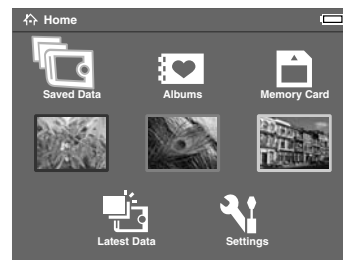 Home
Saved Data
Albums
Memory Card
Latest Data
Settings